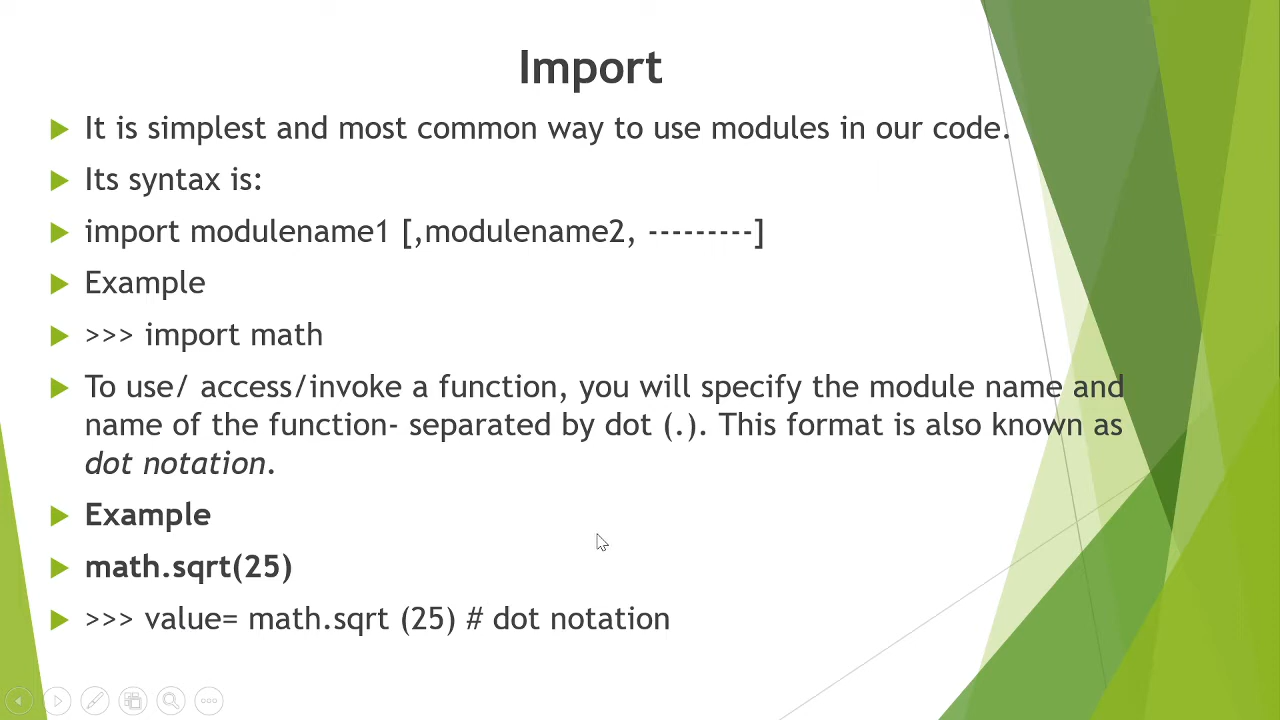 Import
It is simplest and most common way to use modules in our code.
Its syntax is:
import modulename1 [,modulename2, ---------]
Example
>>> import math
To use/ access/invoke a function, you will specify the module name and
name of the function- separated by dot (.). This format is also known as
dot notation.
Example
math.sqrt(25)
>>> value= math.sqrt (25) # dot notation